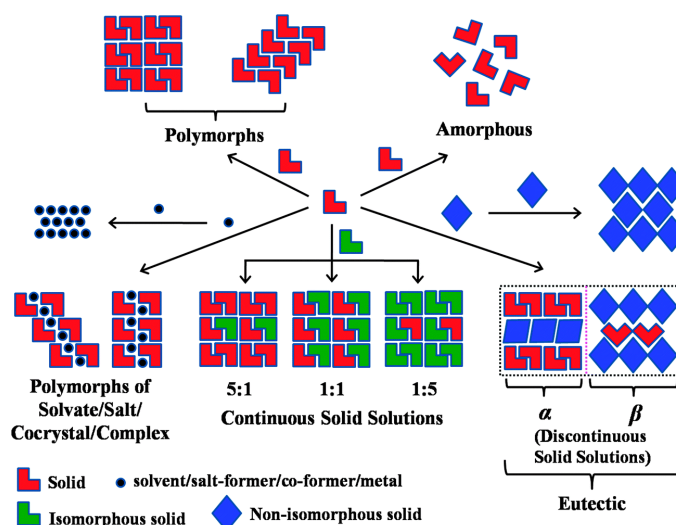 Polymorphs
Amorphous
Polymorphs of
Solvate/Salt/
Cocrystal/Complex
5:1
1:1
1:5
Continuous Solid Solutions
α
β
(Discontinuous
Solid Solutions)
Eutectic
Solid
solvent/salt-former/co-former/metal
Isomorphous solid
Non-isomorphous solid